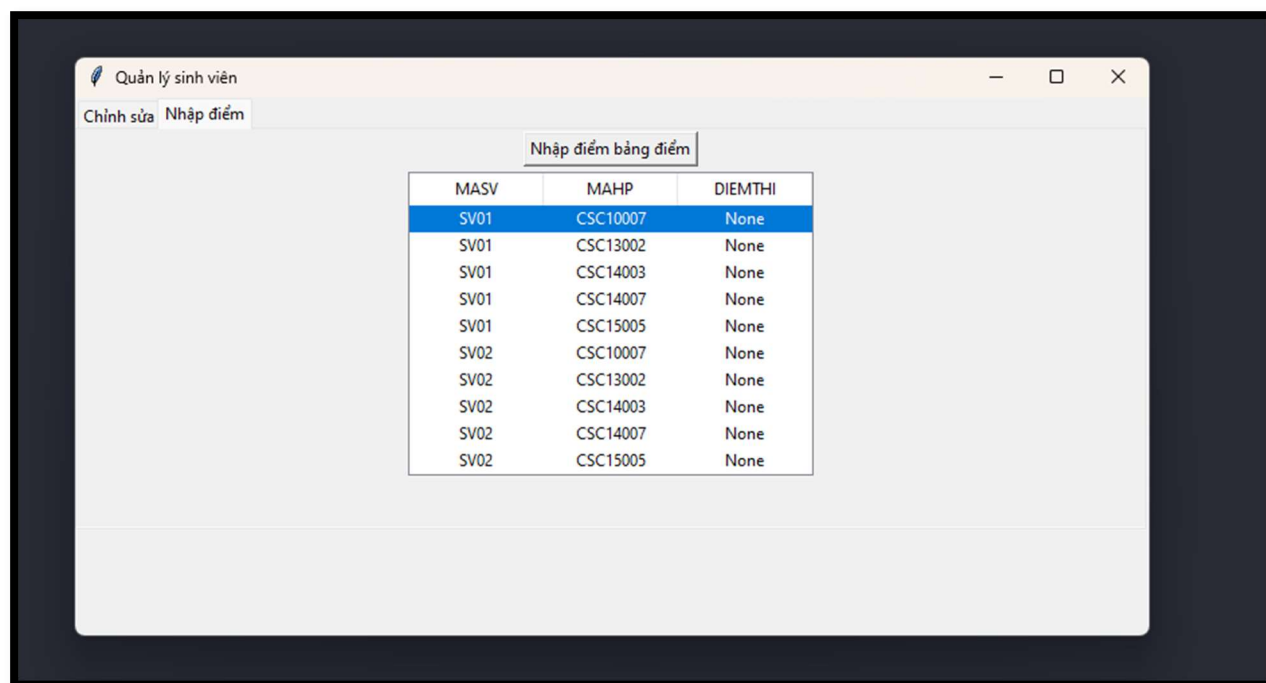 Quản lý sinh viên
Chỉnh sửa Nhập điểm
Nhập điểm bảng điểm
MASV MAHP DIEMTHI
SV01 CSC10007 None
SV01 CSC13002 None
SV01 CSC14003 None
SV01 CSC14007 None
SV01 CSC15005 None
SV02 CSC10007 None
SV02 CSC13002 None
SV02 CSC14003 None
SV02 CSC14007 None
SV02 CSC15005 None